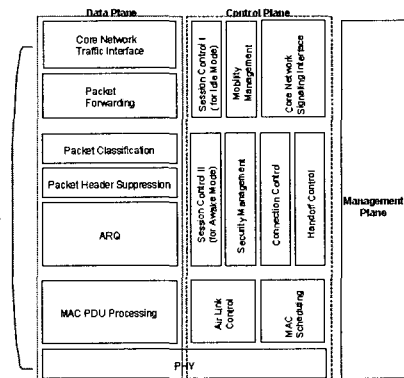 Data Plane
Control Plane
Core Network
Traffic Interface
Packet
Forwarding
Packet Classification
Packet Header Suppression
ARQ
MAC PDU Processing
Session Control I
(for Idle Mode)
Mobility
Management
Core Network
Signaling Interface
Session Control II
(for Awake Mode)
Security Management
Connection Control
Handoff Control
Air Link
Control
MAC
Scheduling
PHY
Management
Plane